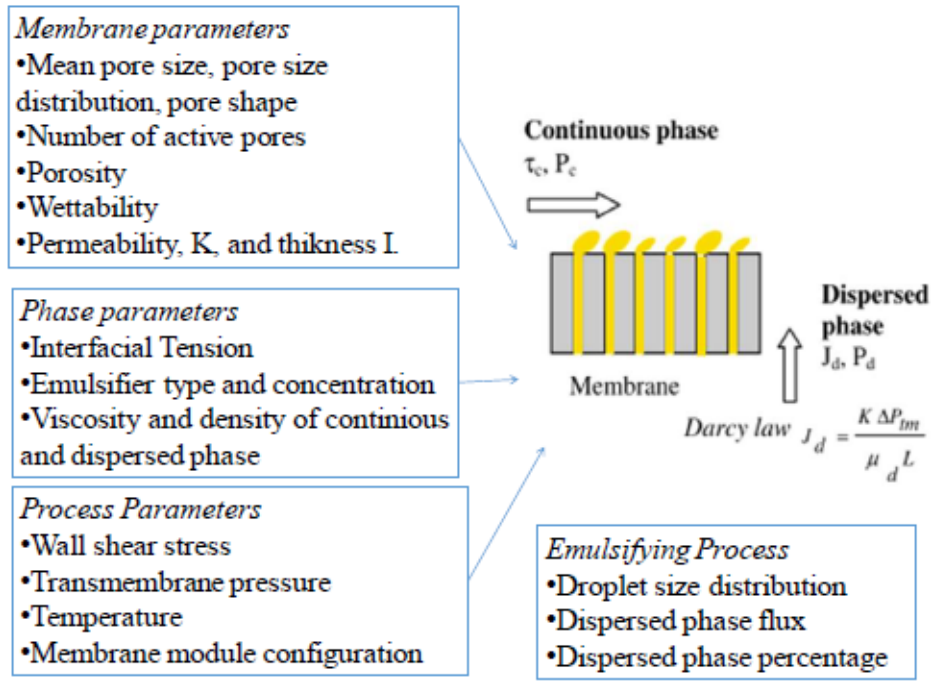 Membrane parameters
•Mean pore size, pore size
distribution, pore shape
•Number of active pores
•Porosity
•Wettability
•Permeability, K, and thikness I.
Phase parameters
•Interfacial Tension
•Emulsifier type and concentration
•Viscosity and density of continious
and dispersed phase
Process Parameters
•Wall shear stress
•Transmembrane pressure
•Temperature
•Membrane module configuration
Continuous phase
τc, Pc
Membrane
Dispersed
phase
Jd, Pd
Darcy law J d = K ΔPtm / μ d L
Emulsifying Process
•Droplet size distribution
•Dispersed phase flux
•Dispersed phase percentage